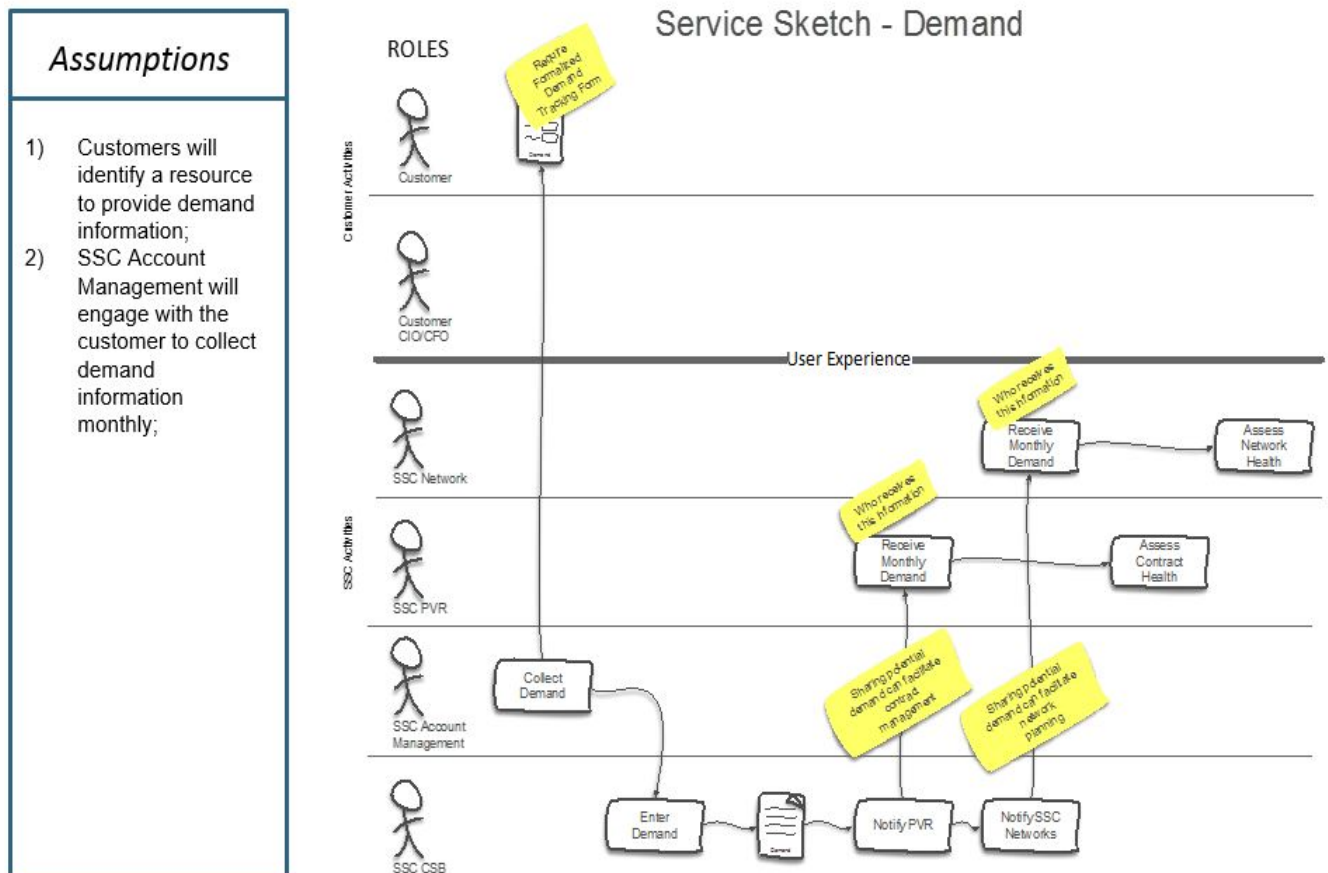 Service Sketch - Demand
Assumptions
1) Customers will
identify a resource
to provide demand
information;
2) SSC Account
Management will
engage with the
customer to collect
demand
information
monthly;
ROLES
Customer Activities
SSC Activities
Require
Formalized
Demand
Tracking Form
Demand
Customer
Customer
CIO/CFO
User Experience
SSC Network
Who receives
this information
Receive
Monthly
Demand
Assess
Network
Health
SSC PVR
Who receives
this information
Receive
Monthly
Demand
Assess
Contract
Health
SSC Account
Management
Collect
Demand
Sharing potential
demand can facilitate
contract
management
Sharing potential
demand can facilitate
network
planning
SSC CSB
Enter
Demand
Demand
Notify PVR
Notify SSC
Networks